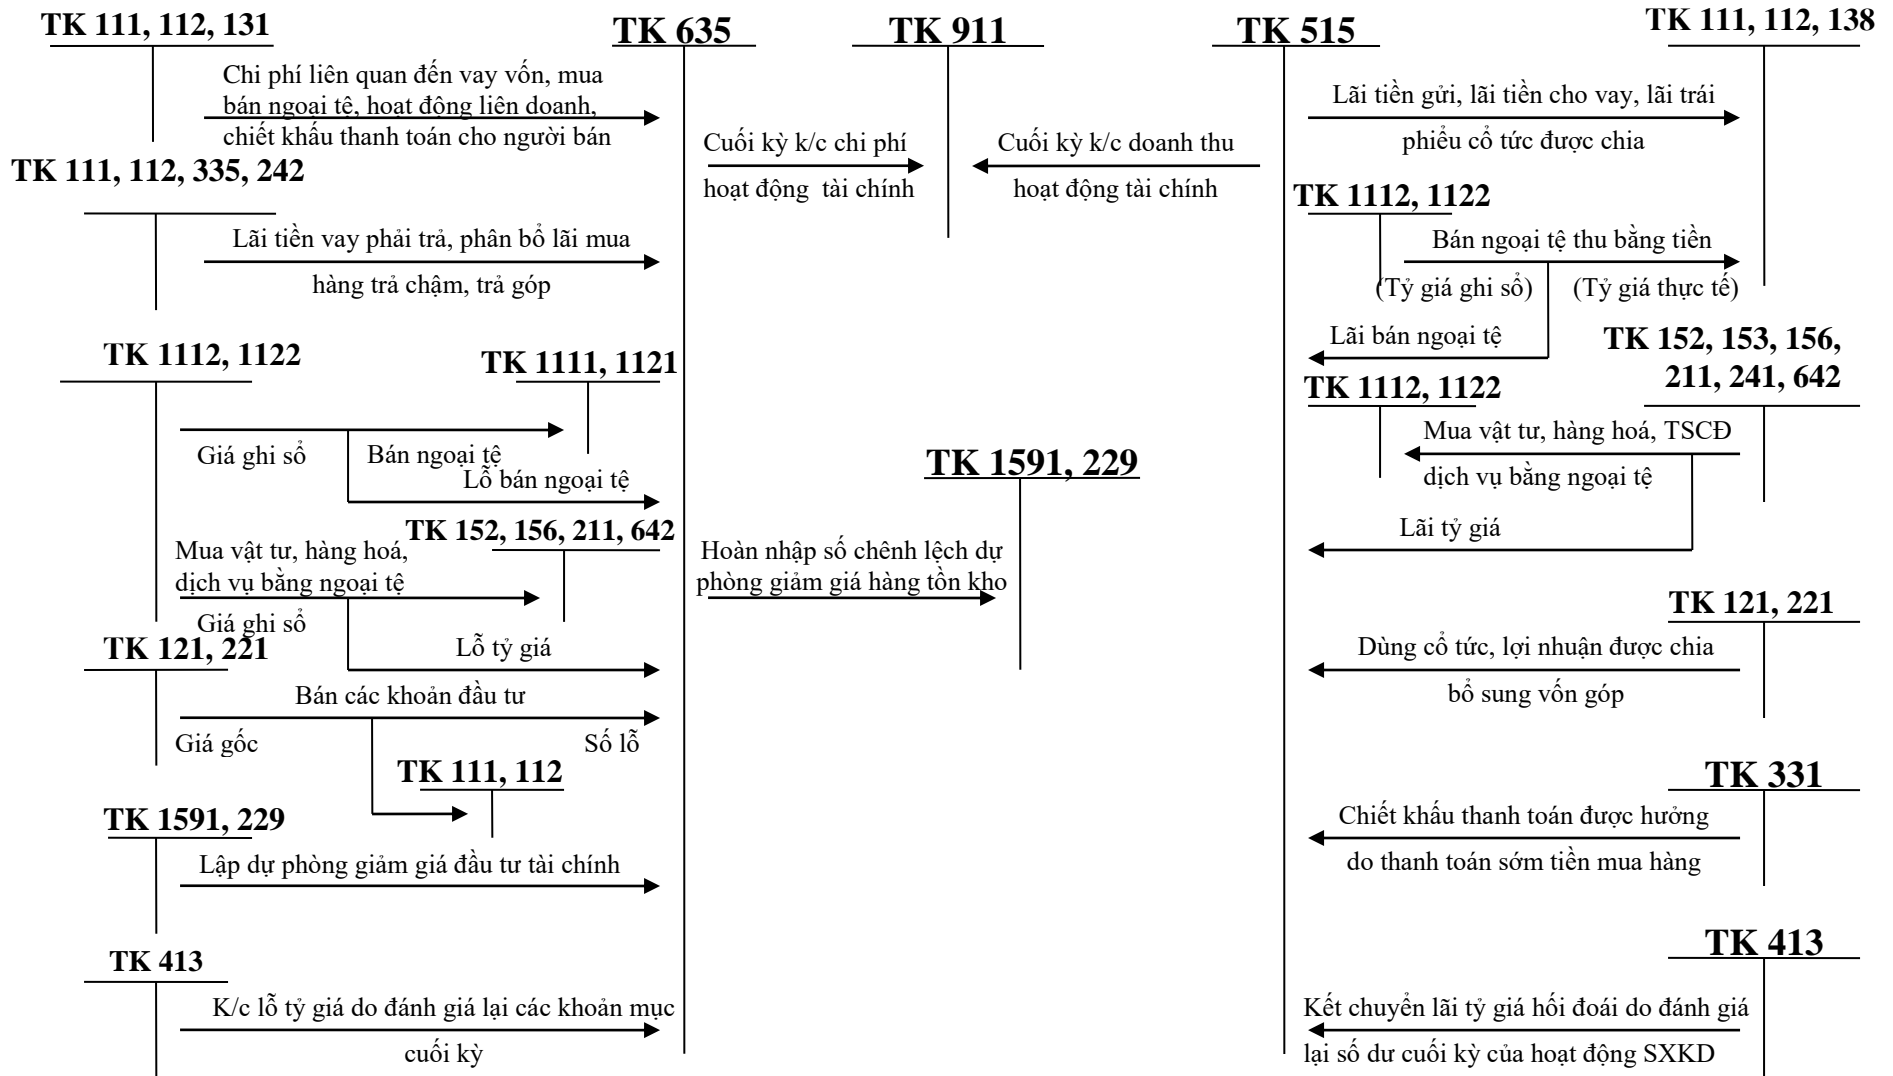 TK 111, 112, 131
TK 635
TK 911
TK 515
TK 111, 112, 138
Chi phí liên quan đến vay vốn, mua
bán ngoại tệ, hoạt động liên doanh,
chiết khấu thanh toán cho người bán
Cuối kỳ k/c chi phí
hoạt động tài chính
Cuối kỳ k/c doanh thu
hoạt động tài chính
Lãi tiền gửi, lãi tiền cho vay, lãi trái
phiếu cổ tức được chia
TK 111, 112, 335, 242
Lãi tiền vay phải trả, phân bổ lãi mua
hàng trả chậm, trả góp
TK 1112, 1122
Bán ngoại tệ thu bằng tiền
(Tỷ giá ghi sổ)
(Tỷ giá thực tế)
Lãi bán ngoại tệ
TK 1112, 1122
TK 1111, 1121
Giá ghi sổ
Bán ngoại tệ
Lỗ bán ngoại tệ
TK 152, 153, 156,
211, 241, 642
TK 1112, 1122
Mua vật tư, hàng hoá, TSCĐ
dịch vụ bằng ngoại tệ
Lãi tỷ giá
TK 1591, 229
Hoàn nhập số chênh lệch dự
phòng giảm giá hàng tồn kho
TK 152, 156, 211, 642
Mua vật tư, hàng hoá,
dịch vụ bằng ngoại tệ
Giá ghi sổ
Lỗ tỷ giá
TK 121, 221
Bán các khoản đầu tư
Giá gốc
Số lỗ
TK 111, 112
TK 121, 221
Dùng cổ tức, lợi nhuận được chia
bổ sung vốn góp
TK 1591, 229
Lập dự phòng giảm giá đầu tư tài chính
TK 331
Chiết khấu thanh toán được hưởng
do thanh toán sớm tiền mua hàng
TK 413
K/c lỗ tỷ giá do đánh giá lại các khoản mục
cuối kỳ
TK 413
Kết chuyển lãi tỷ giá hối đoái do đánh giá
lại số dư cuối kỳ của hoạt động SXKD